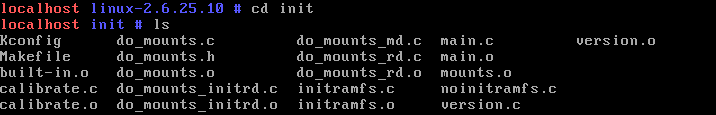 localhost linux-2.6.25.10 # cd init
localhost init # ls
Kconfig do_mounts.c do_mounts_md.c main.c version.o
Makefile do_mounts.h do_mounts_rd.c main.o
built-in.o do_mounts.o do_mounts_rd.o mounts.o
calibrate.c do_mounts_initrd.c initramfs.c noinitramfs.c
calibrate.o do_mounts_initrd.o initramfs.o version.c